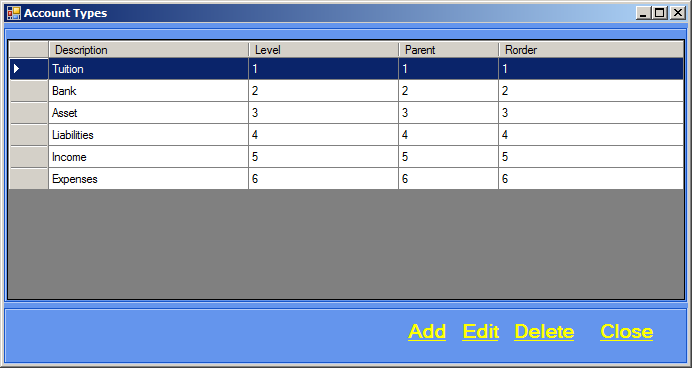 Account Types
Description Level Parent Rorder
Tuition 1 1 1
Bank 2 2 2
Asset 3 3 3
Liabilities 4 4 4
Income 5 5 5
Expenses 6 6 6
Add Edit Delete Close